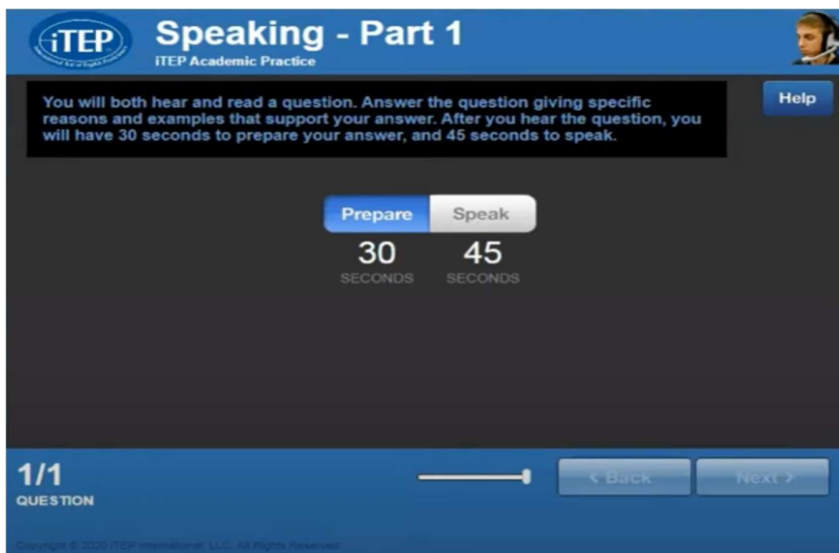 iTEP
Speaking - Part 1
iTEP Academic Practice
You will both hear and read a question. Answer the question giving specific
reasons and examples that support your answer. After you hear the question, you
will have 30 seconds to prepare your answer, and 45 seconds to speak.
Help
Prepare Speak
30 45
SECONDS SECONDS
1/1
QUESTION
< Back
Next >
Copyright © 2020 iTEP International, LLC. All Rights Reserved.